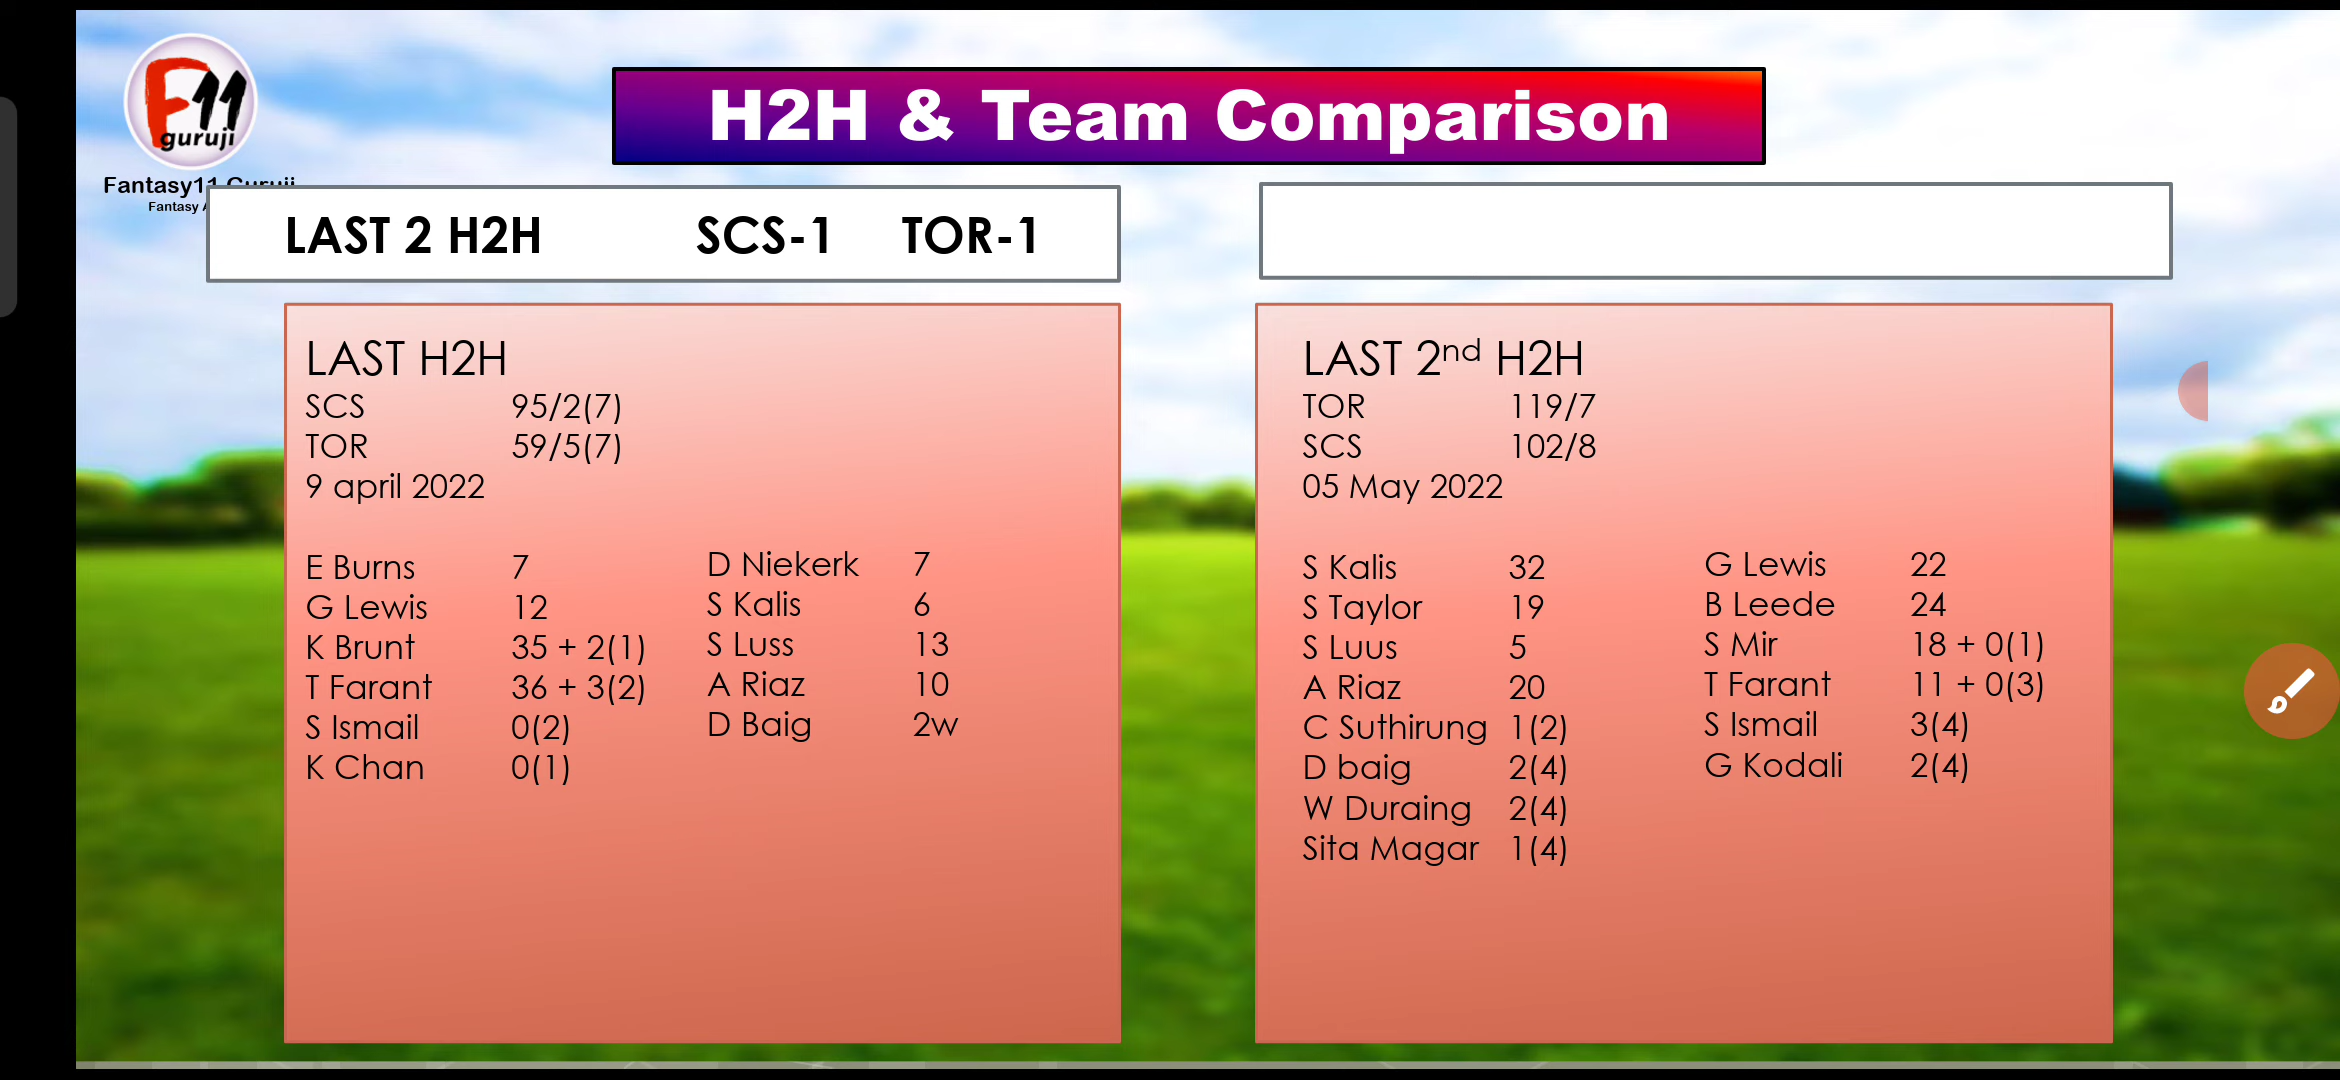 F11
guruji
Fantasy11 Guruji
Fantasy
H2H & Team Comparison
LAST 2 H2H SCS-1 TOR-1
LAST H2H
SCS 95/2(7)
TOR 59/5(7)
9 april 2022
E Burns 7
G Lewis 12
K Brunt 35 + 2(1)
T Farant 36 + 3(2)
S Ismail 0(2)
K Chan 0(1)
D Niekerk 7
S Kalis 6
S Luss 13
A Riaz 10
D Baig 2w
LAST 2nd H2H
TOR 119/7
SCS 102/8
05 May 2022
S Kalis 32
S Taylor 19
S Luus 5
A Riaz 20
C Suthirung 1(2)
D baig 2(4)
W Duraing 2(4)
Sita Magar 1(4)
G Lewis 22
B Leede 24
S Mir 18 + 0(1)
T Farant 11 + 0(3)
S Ismail 3(4)
G Kodali 2(4)